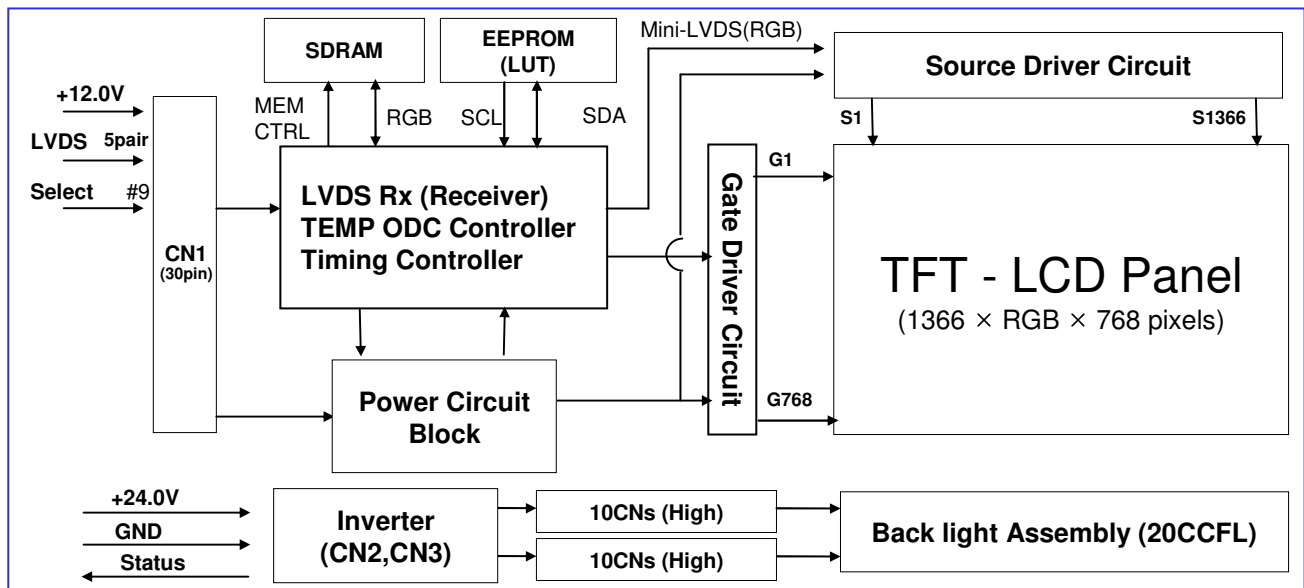 SDRAM
EEPROM
(LUT)
Mini-LVDS(RGB)
Source Driver Circuit
+12.0V
LVDS 5pair
Select #9
MEM
CTRL
RGB
SCL
SDA
S1
S1366
CN1
(30pin)
LVDS Rx (Receiver)
TEMP ODC Controller
Timing Controller
Gate Driver Circuit
G1
G768
TFT - LCD Panel
(1366 × RGB × 768 pixels)
Power Circuit
Block
+24.0V
GND
Status
Inverter
(CN2,CN3)
10CNs (High)
10CNs (High)
Back light Assembly (20CCFL)